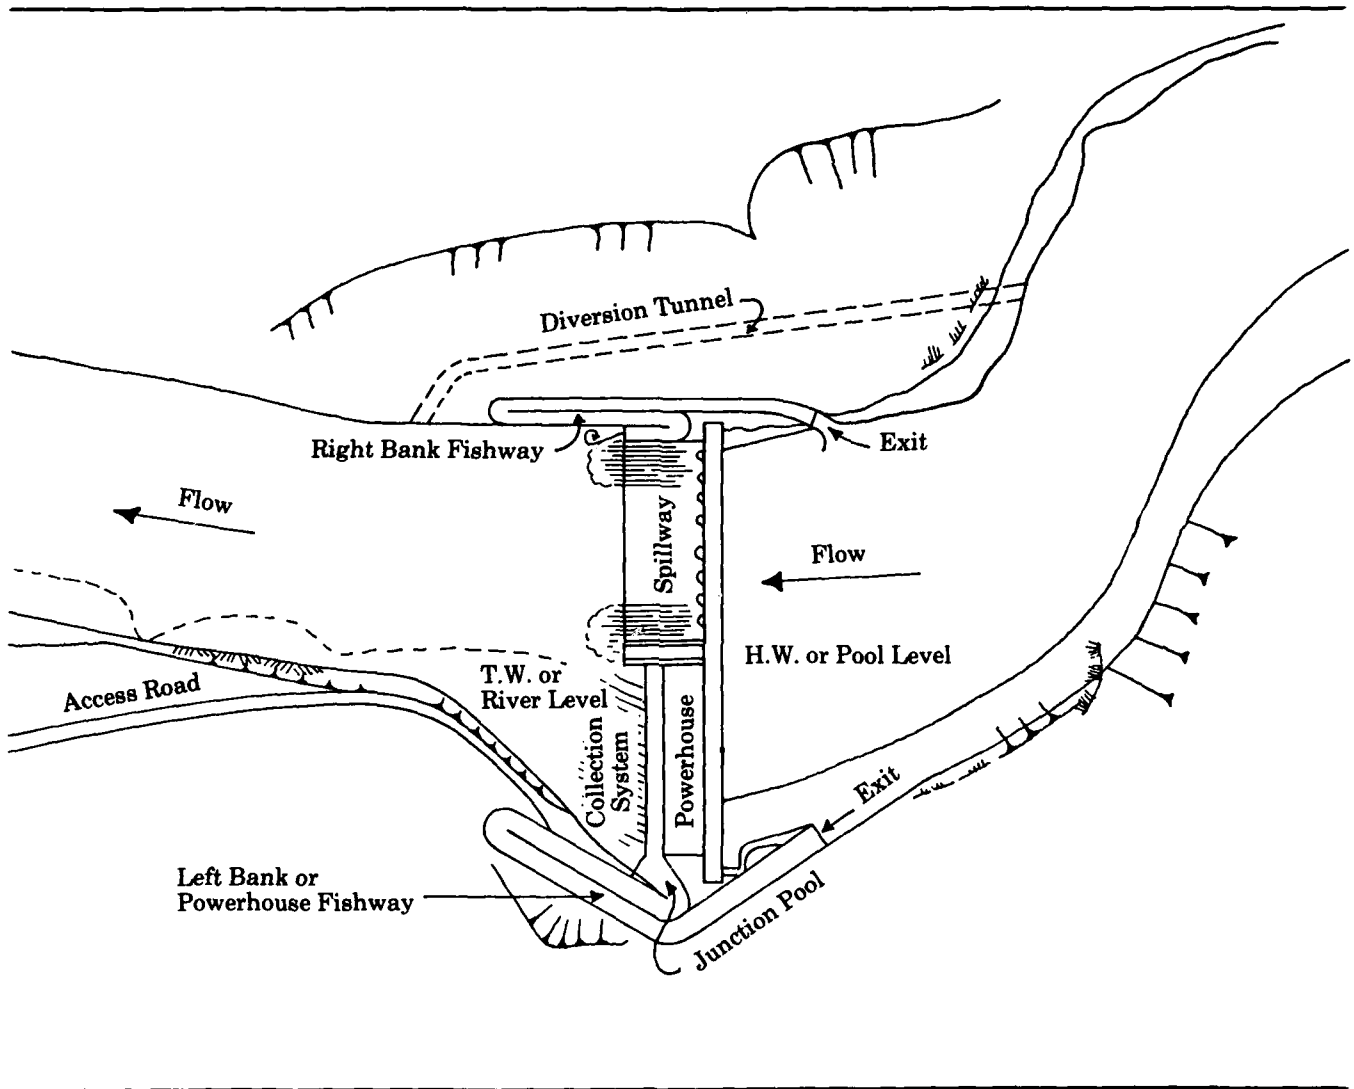 Diversion Tunnel
Right Bank Fishway
Exit
Flow
Spillway
Flow
H.W. or Pool Level
T.W. or
River Level
Access Road
Collection
System
Powerhouse
Exit
Left Bank or
Powerhouse Fishway
Junction Pool